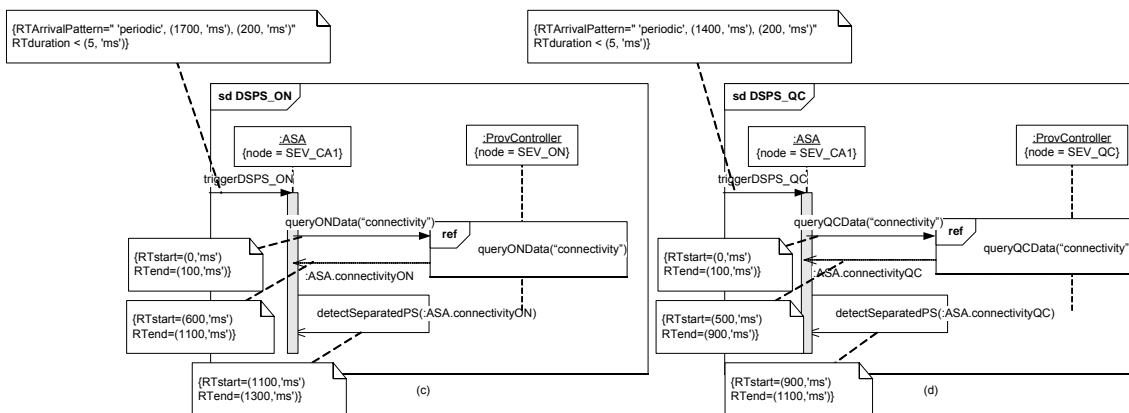 {RTArrivalPattern=" 'periodic', (1700, 'ms'), (200, 'ms')"
RTduration < (5, 'ms')}
sd DSPS_ON
:ASA
{node = SEV_CA1}
:ProvController
{node = SEV_ON}
triggerDSPS_ON
queryONData("connectivity")
ref
queryONData("connectivity")
{RTstart=(0,'ms')
RTend=(100,'ms')}
:ASA.connectivityON
{RTstart=(600,'ms')
RTend=(1100,'ms')}
detectSeparatedPS(:ASA.connectivityON)
{RTstart=(1100,'ms')
RTend=(1300,'ms')}
(c)
{RTArrivalPattern=" 'periodic', (1400, 'ms'), (200, 'ms')"
RTduration < (5, 'ms')}
sd DSPS_QC
:ASA
{node = SEV_CA1}
:ProvController
{node = SEV_QC}
triggerDSPS_QC
queryQCData("connectivity")
ref
queryQCData("connectivity"
{RTstart=(0,'ms')
RTend=(100,'ms')}
:ASA.connectivityQC
{RTstart=(500,'ms')
RTend=(900,'ms')}
detectSeparatedPS(:ASA.connectivityQC)
{RTstart=(900,'ms')
RTend=(1100,'ms')}
(d)